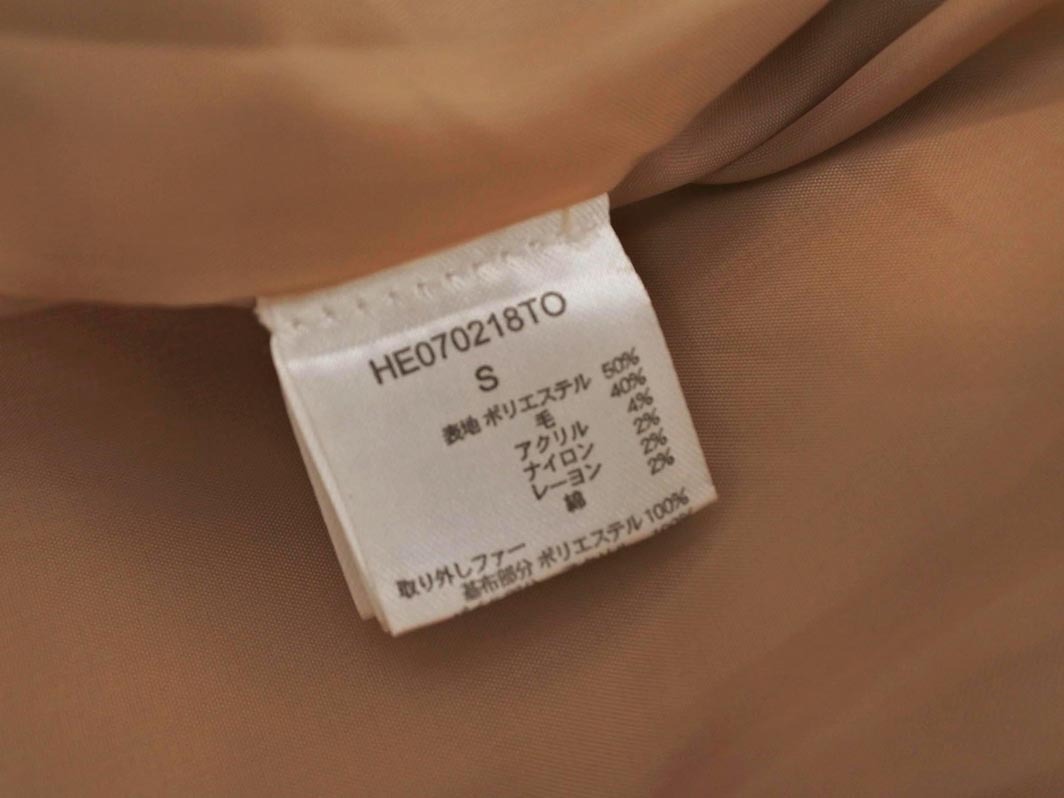 HE070218TO
S
表地 ポリエステル 50%
毛 40%
アクリル 4%
ナイロン 2%
レーヨン 2%
綿 2%
取り外しファー
基布部分 ポリエステル 100%